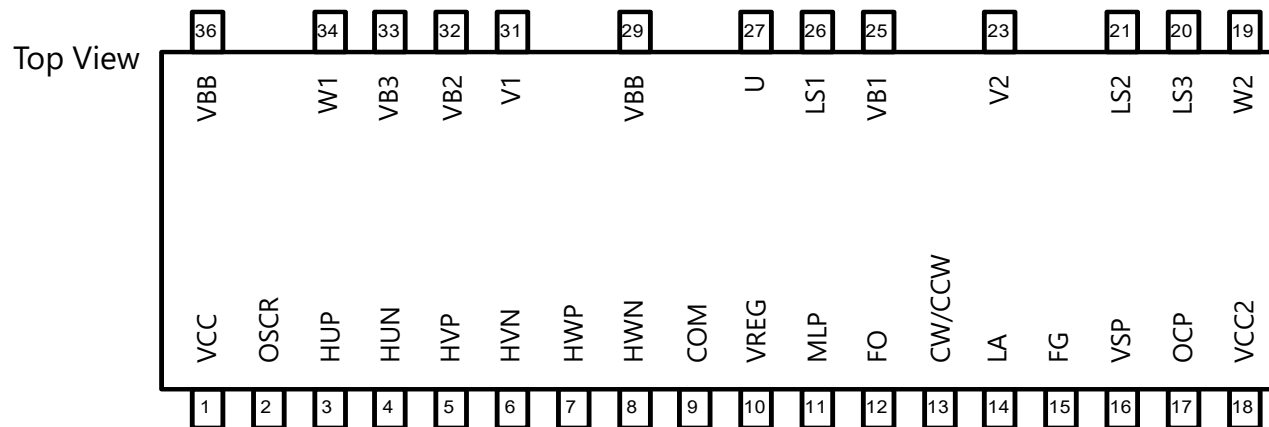 36 34 33 32 31 29 27 26 25 23 21 20 19
Top View
VBB W1 VB3 VB2 V1 VBB U LS1 VB1 V2 LS2 LS3 W2
VCC OSCR HUP HUN HVP HVN HWP HWN COM VREG MLP FO CW/CCW LA FG VSP OCP VCC2
1 2 3 4 5 6 7 8 9 10 11 12 13 14 15 16 17 18